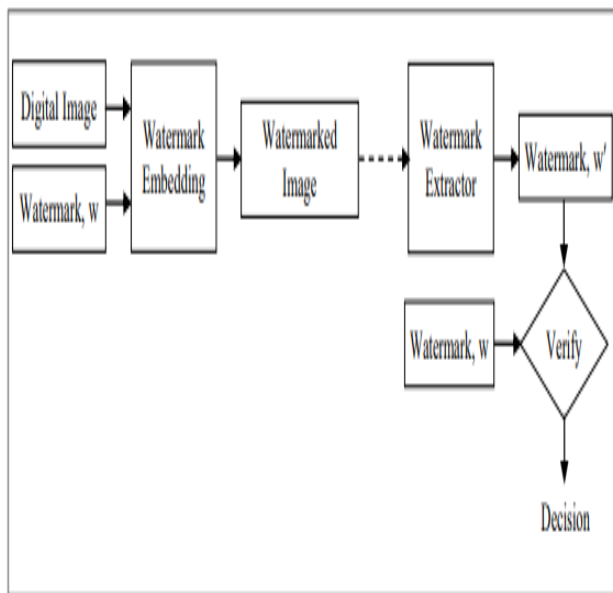 Digital Image
Watermark, w
Watermark
Embedding
Watermarked
Image
Watermark
Extractor
Watermark, w'
Watermark, w
Verify
Decision